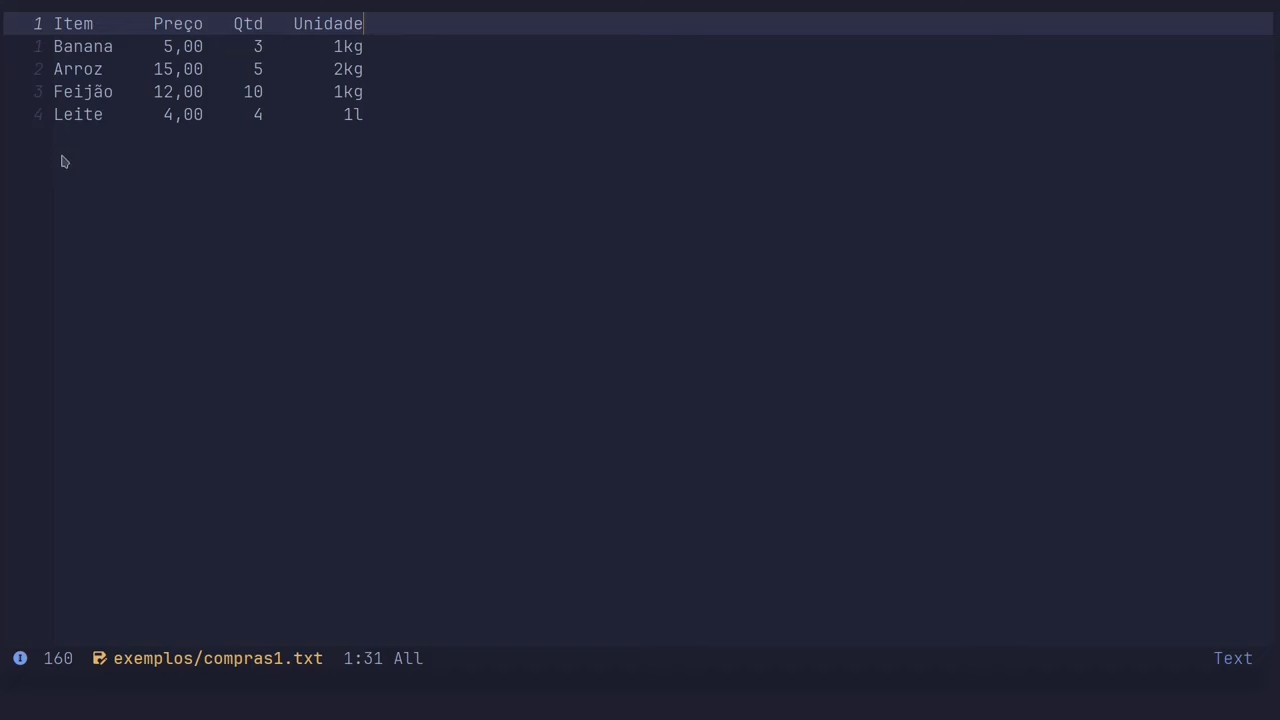 1 Item      Preço   Qtd   Unidade
1 Banana     5,00     3       1kg
2 Arroz     15,00     5       2kg
3 Feijão    12,00    10       1kg
4 Leite      4,00     4        1l
I 160 exemplos/compras1.txt 1:31 All Text